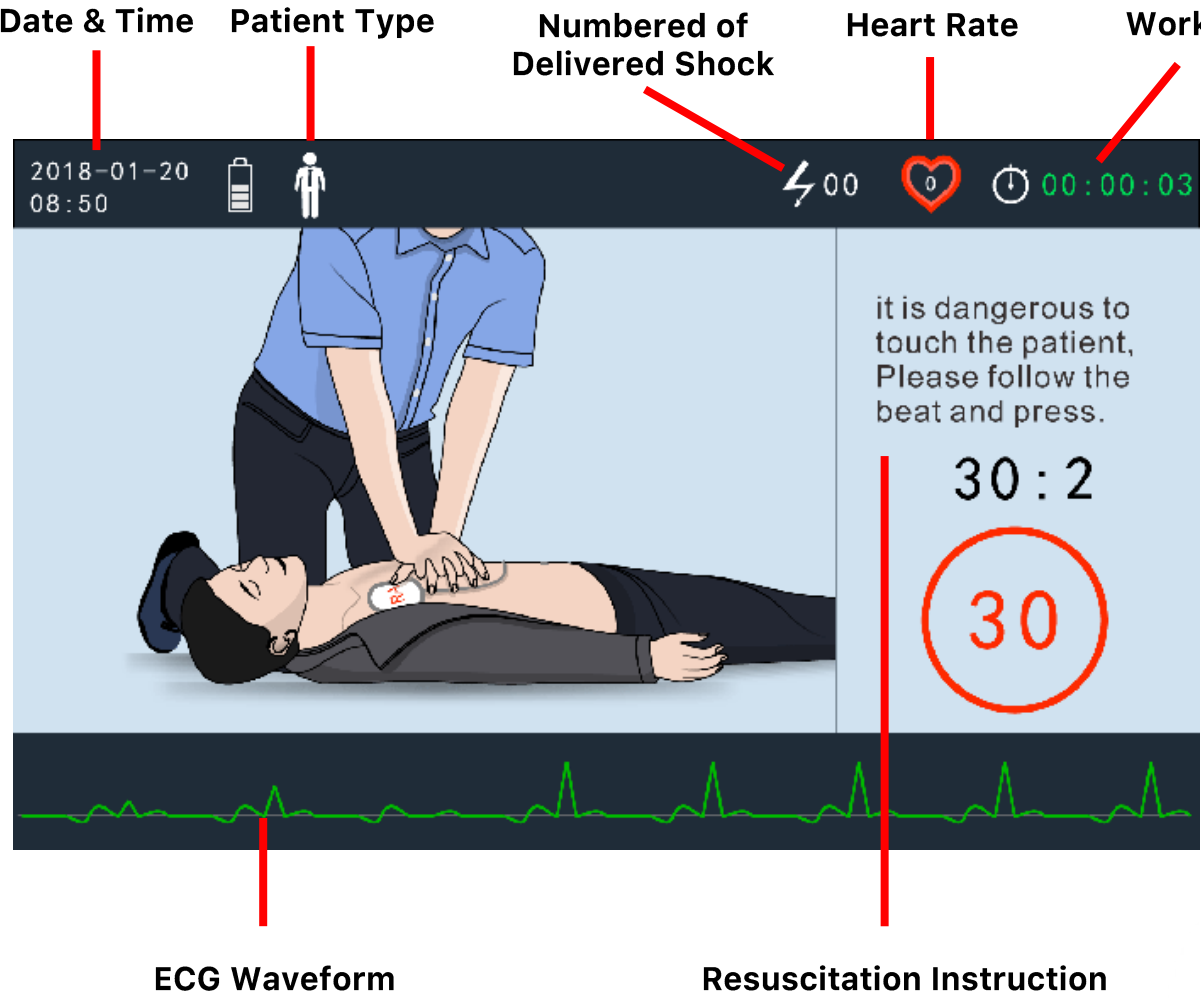 Date & Time
Patient Type
Numbered of
Delivered Shock
Heart Rate
Work
2018-01-20
08:50
00
0
00:00:03
it is dangerous to
touch the patient,
Please follow the
beat and press.
30:2
30
ECG Waveform
Resuscitation Instruction